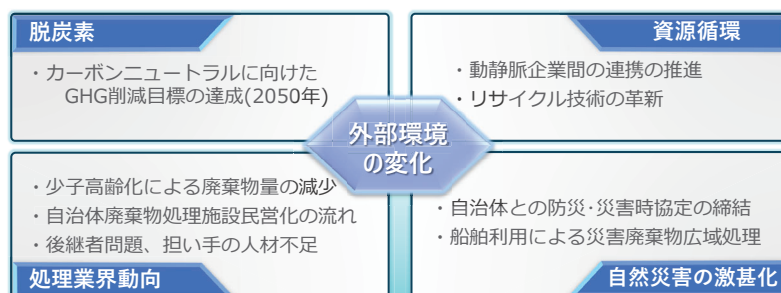 脱炭素
・カーボンニュートラルに向けた
GHG削減目標の達成(2050年)
資源循環
・動静脈企業間の連携の推進
・リサイクル技術の革新
外部環境
の変化
・少子高齢化による廃棄物量の減少
・自治体廃棄物処理施設民営化の流れ
・後継者問題、担い手の人材不足
処理業界動向
・自治体との防災・災害時協定の締結
・船舶利用による災害廃棄物広域処理
自然災害の激基化